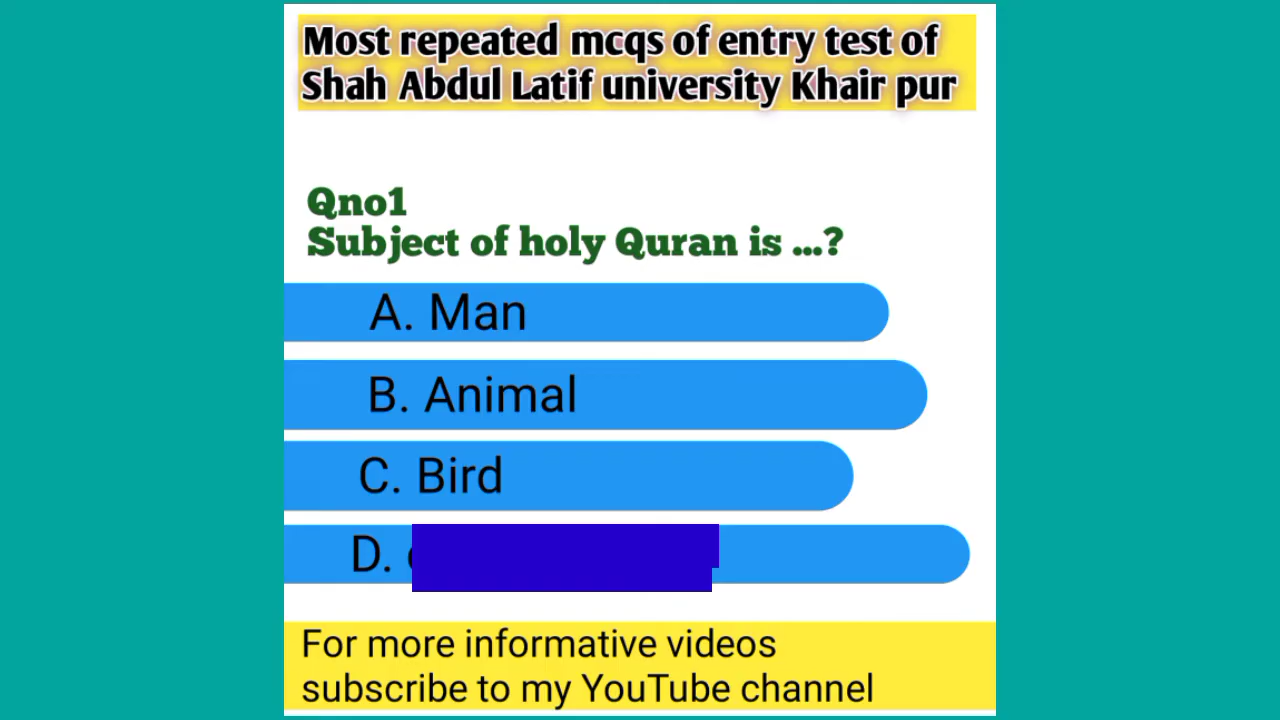 Most repeated mcqs of entry test of
Shah Abdul Latif university Khair pur
Qno1
Subject of holy Quran is ...?
A. Man
B. Animal
C. Bird
D.
For more informative videos
subscribe to my YouTube channel